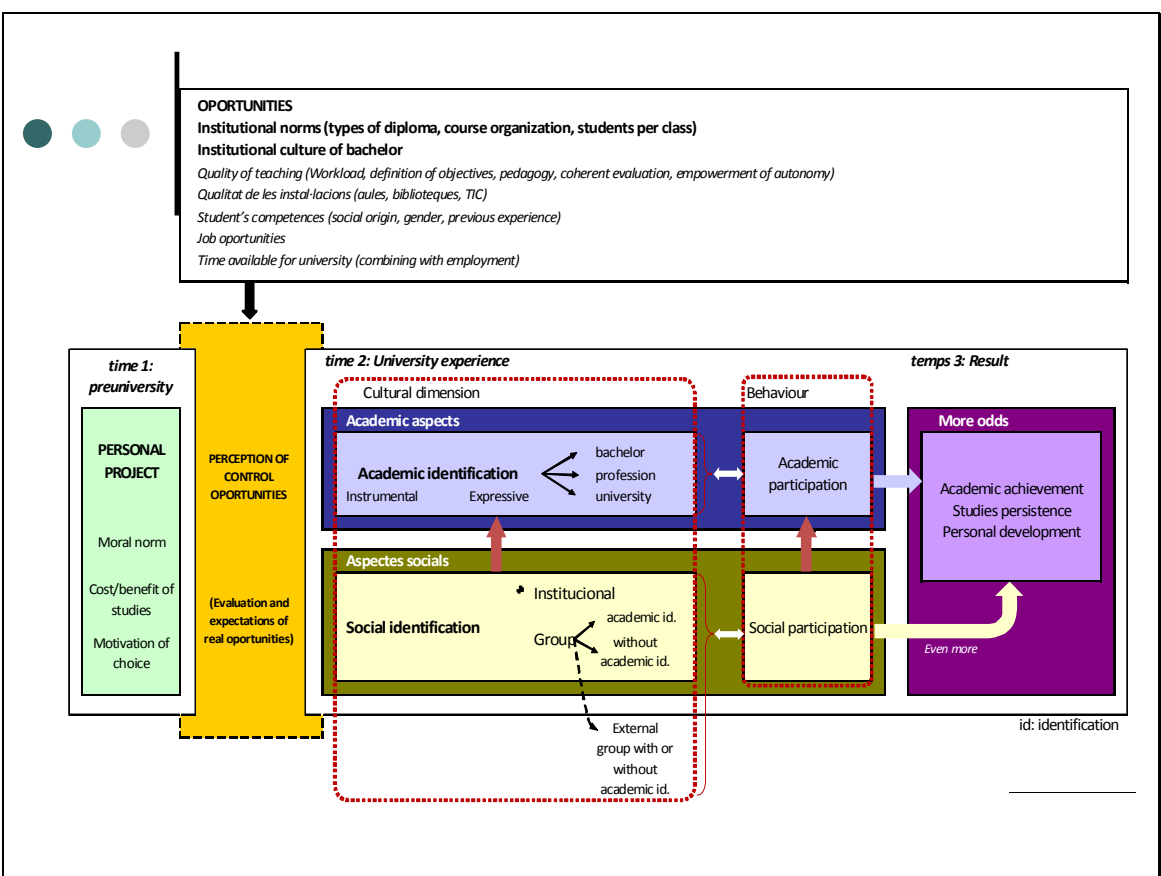 OPORTUNITIES
Institutional norms (types of diploma, course organization, students per class)
Institutional culture of bachelor
Quality of teaching (Workload, definition of objectives, pedagogy, coherent evaluation, empowerment of autonomy)
Qualitat de les instal·lacions (aules, biblioteques, TIC)
Student's competences (social origin, gender, previous experience)
Job oportunities
Time available for university (combining with employment)
time 1:
preuniversity
PERSONAL
PROJECT
Moral norm
Cost/benefit of
studies
Motivation of
choice
PERCEPTION OF
CONTROL
OPORTUNITIES
(Evaluation and
expectations of
real oportunities)
time 2: University experience
Cultural dimension
Behaviour
Academic aspects
Academic identification
Instrumental Expressive
bachelor
profession
university
Academic
participation
Aspectes socials
Social identification
Institucional
Group
academic id.
without
academic id.
External
group with or
without
academic id.
Social participation
temps 3: Result
More odds
Academic achievement
Studies persistence
Personal development
Even more
id: identification